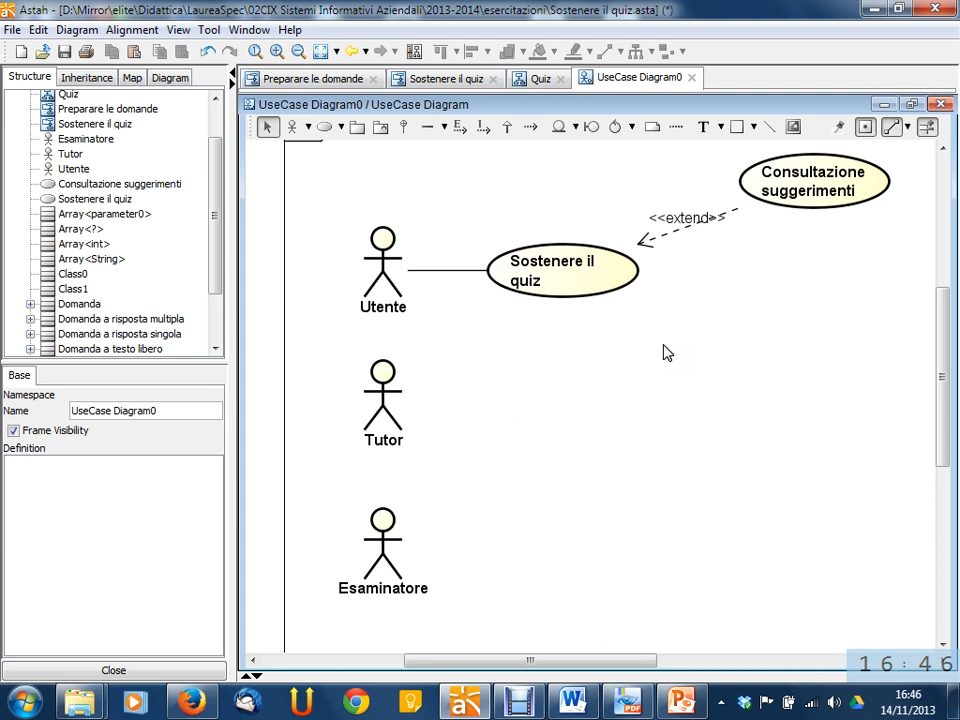 Astah - [D:\Mirror\elite\Didattica\LaureaSpec\02CIX Sistemi Informativi Aziendali\2013-2014\esercitazioni\Sostenere il quiz.asta] (*)
File Edit Diagram Alignment View Tool Window Help
Structure Inheritance Map Diagram
Preparare le domande Sostenere il quiz Quiz UseCase Diagram0
UseCase Diagram0 / UseCase Diagram
Quiz
Preparare le domande
Sostenere il quiz
Esaminatore
Tutor
Utente
Consultazione suggerimenti
Sostenere il quiz
Array<parameter0>
Array<?>
Array<int>
Array<String>
Class0
Class1
Domanda
Domanda a risposta multipla
Domanda a risposta singola
Domanda a testo libero
Base
Namespace
Name UseCase Diagram0
Frame Visibility
Definition
Close
Consultazione
suggerimenti
<<extend>>
Sostenere il
quiz
Utente
Tutor
Esaminatore
16:46
16:46
14/11/2013